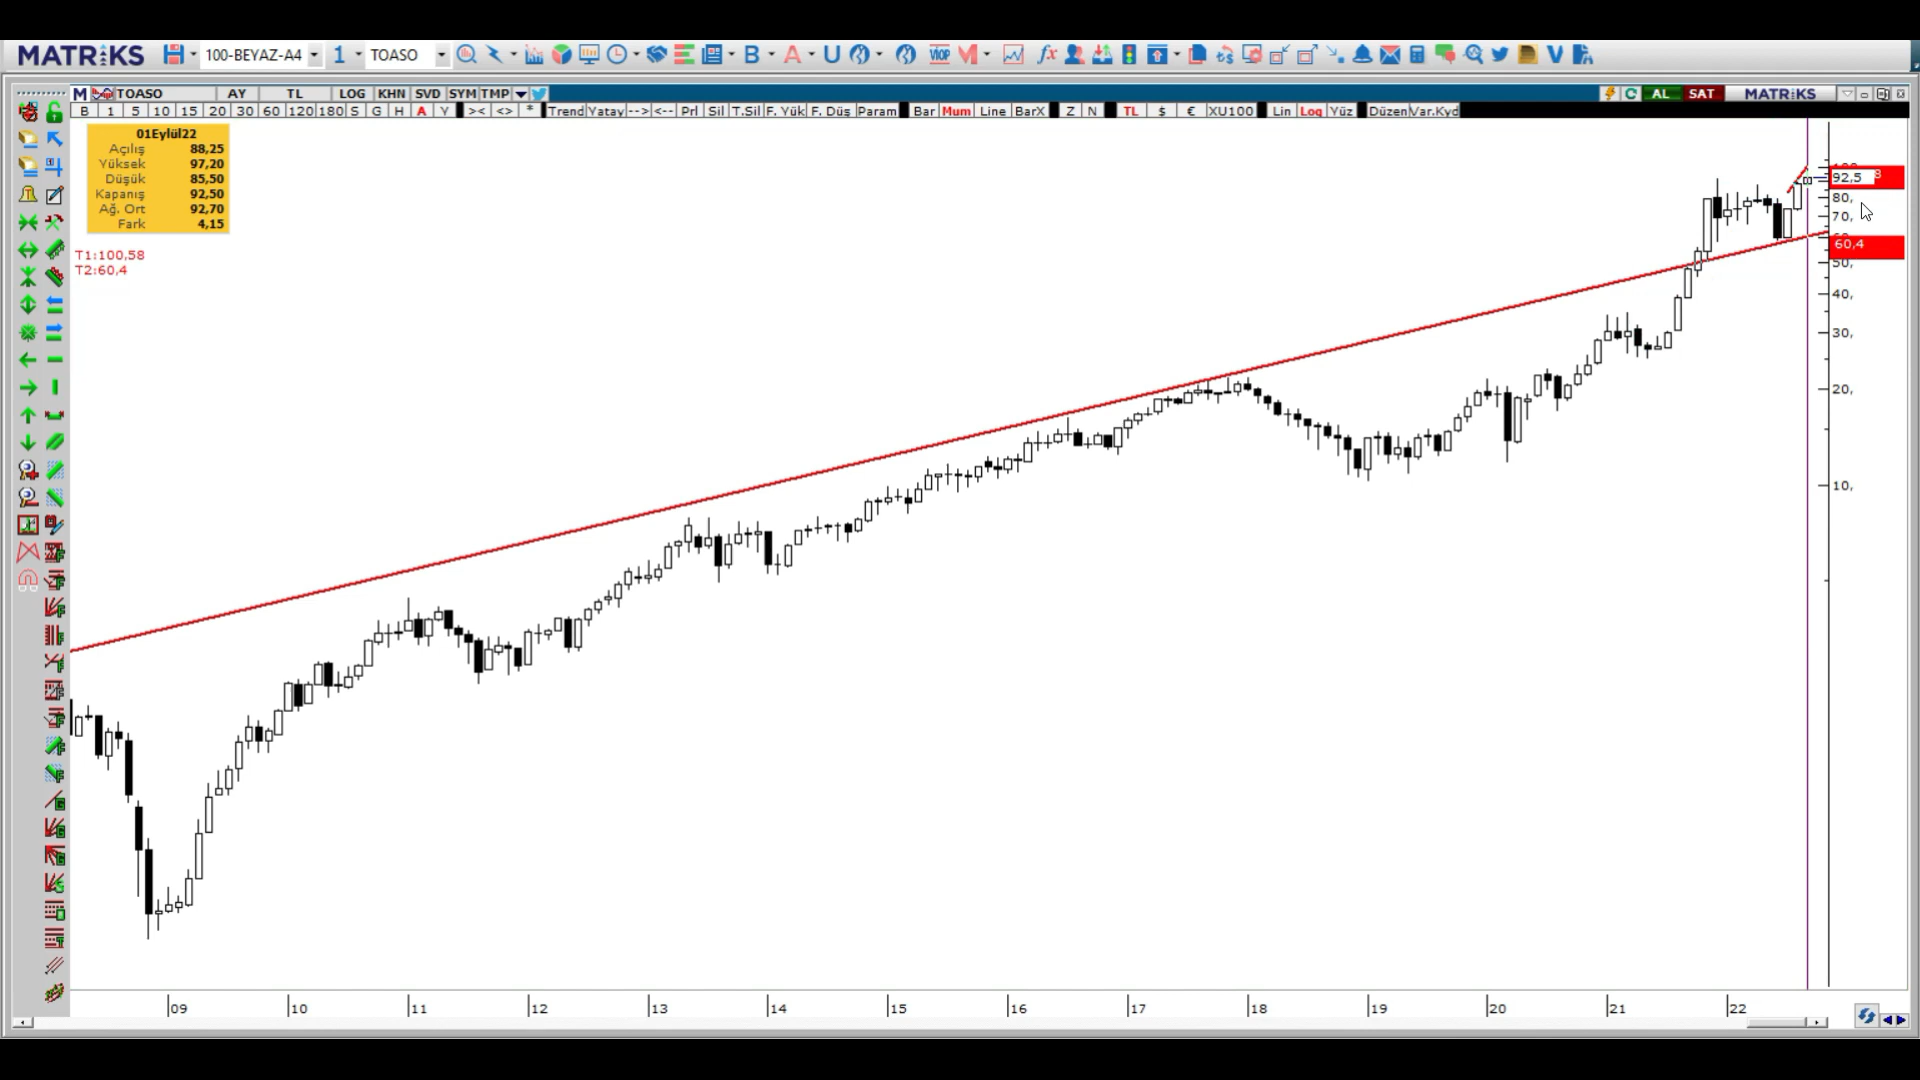 MATRiKS 100-BEYAZ-A4 1 TOASO B A U VIOP M fx V
M TOASO AY TL LOG KHN SVD SYM TMP AL SAT MATRiKS
B 1 5 10 15 20 30 60 120 180 S G H A Y >< <> * Trend Yatay --> <-- Prl Sil T.Sil F. Yük F. Düş Param Bar Mum Line BarX Z N TL $ € XU100 Lin Log Yüz Düzen Var.Kyd
01Eylül22
Açılış 88,25
Yüksek 97,20
Düşük 85,50
Kapanış 92,50
Ağ. Ort 92,70
Fark 4,15
T1:100,58
T2:60,4
92,5
80,
70,
60,4
50,
40,
30,
20,
10,
09 10 11 12 13 14 15 16 17 18 19 20 21 22